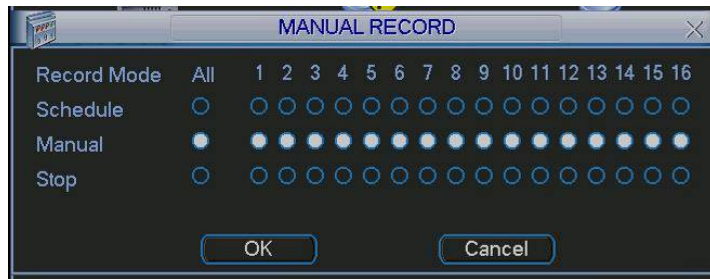 MANUAL RECORD
Record Mode All 1 2 3 4 5 6 7 8 9 10 11 12 13 14 15 16
Schedule
Manual
Stop
OK Cancel